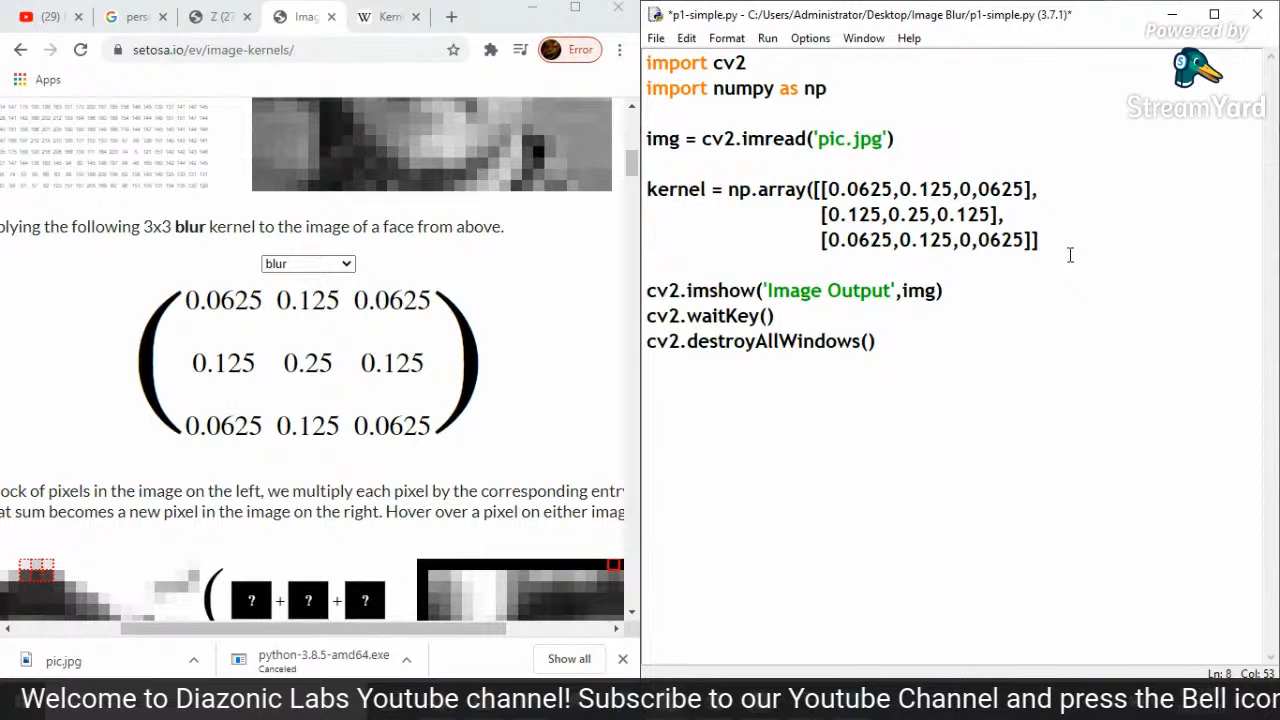 (29)
pers
Z (27
Imag
Kern
setosa.io/ev/image-kernels/
Error
Apps
plying the following 3x3 blur kernel to the image of a face from above.
blur
0.0625 0.125 0.0625
0.125 0.25 0.125
0.0625 0.125 0.0625
ock of pixels in the image on the left, we multiply each pixel by the corresponding entry
at sum becomes a new pixel in the image on the right. Hover over a pixel on either imag
( ? + ? + ?
pic.jpg
python-3.8.5-amd64.exe
Canceled
Show all
*p1-simple.py - C:/Users/Administrator/Desktop/Image Blur/p1-simple.py (3.7.1)*
File Edit Format Run Options Window Help
Powered by
StreamYard
import cv2
import numpy as np
img = cv2.imread('pic.jpg')
kernel = np.array([[0.0625,0.125,0,0625],
[0.125,0.25,0.125],
[0.0625,0.125,0,0625]]
cv2.imshow('Image Output',img)
cv2.waitKey()
cv2.destroyAllWindows()
Ln: 8 Col: 53
Welcome to Diazonic Labs Youtube channel! Subscribe to our Youtube Channel and press the Bell icon